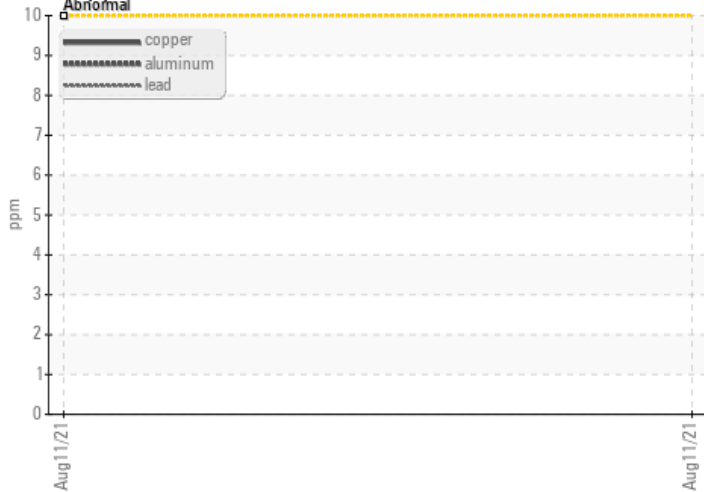 Abnormal
10
9
8
7
6
5
4
3
2
1
0
ppm
copper
aluminum
lead
Aug11/21
Aug11/21